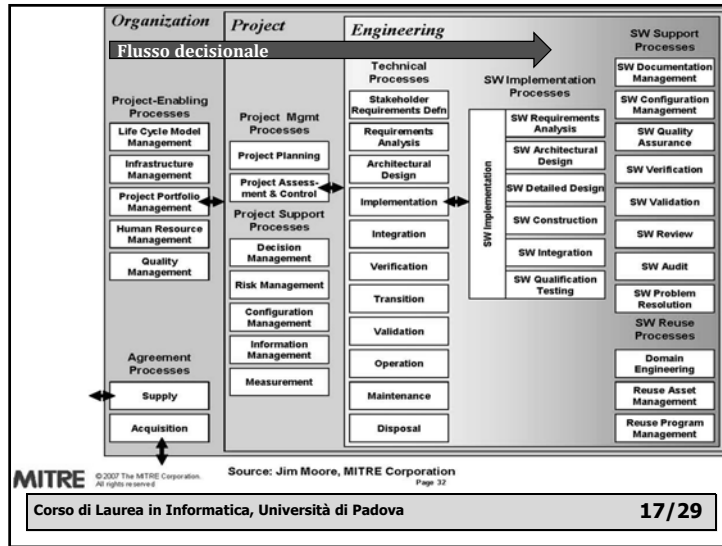 Organization
Project
Engineering
Flusso decisionale
Project-Enabling
Processes
Life Cycle Model
Management
Infrastructure
Management
Project Portfolio
Management
Human Resource
Management
Quality
Management
Agreement
Processes
Supply
Acquisition
Project Mgmt
Processes
Project Planning
Project Assess-
ment & Control
Project Support
Processes
Decision
Management
Risk Management
Configuration
Management
Information
Management
Measurement
Technical
Processes
Stakeholder
Requirements Defn
Requirements
Analysis
Architectural
Design
Implementation
Integration
Verification
Transition
Validation
Operation
Maintenance
Disposal
SW Implementation
Processes
SW Implementation
SW Requirements
Analysis
SW Architectural
Design
SW Detailed Design
SW Construction
SW Integration
SW Qualification
Testing
SW Support
Processes
SW Documentation
Management
SW Configuration
Management
SW Quality
Assurance
SW Verification
SW Validation
SW Review
SW Audit
SW Problem
Resolution
SW Reuse
Processes
Domain
Engineering
Reuse Asset
Management
Reuse Program
Management
MITRE
© 2007 The MITRE Corporation.
All rights reserved
Source: Jim Moore, MITRE Corporation
Page 32
Corso di Laurea in Informatica, Università di Padova
17/29